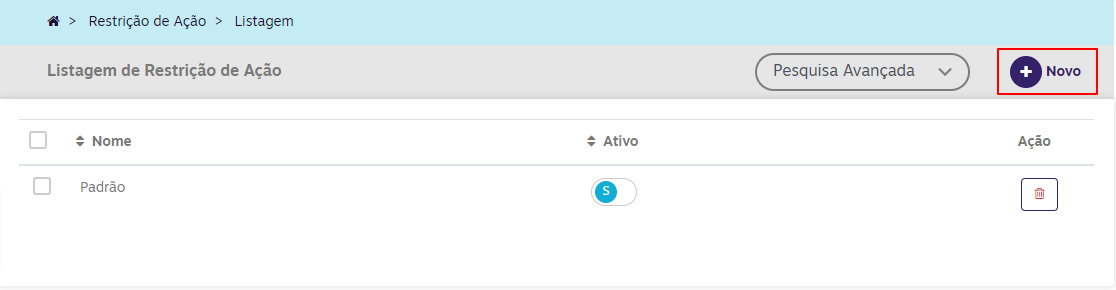 > Restrição de Ação > Listagem
Listagem de Restrição de Ação
Pesquisa Avançada
+ Novo
Nome Ativo Ação
Padrão S